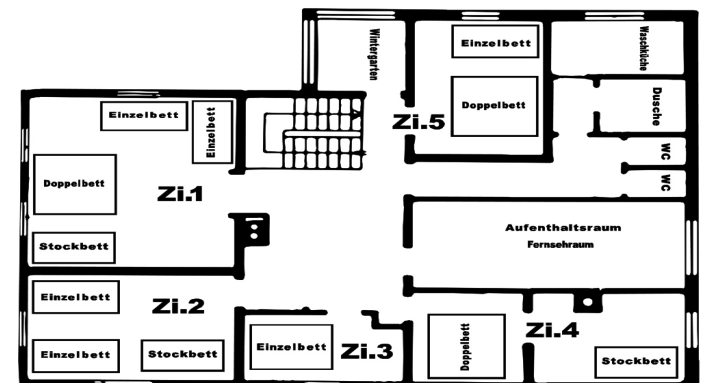 Wintergarten
Einzelbett
Waschküche
Einzelbett
Einzelbett
Doppelbett
Dusche
Zi.5
WC
WC
Doppelbett
Zi.1
Stockbett
Aufenthaltsraum
Fernsehraum
Einzelbett
Zi.2
Einzelbett
Stockbett
Einzelbett
Zi.3
Doppelbett
Zi.4
Stockbett